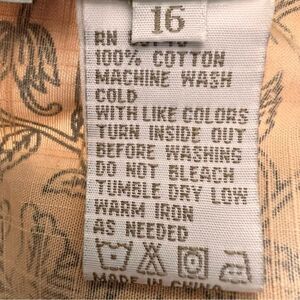 16
RN
100% COTTON
MACHINE WASH
COLD
WITH LIKE COLORS
TURN INSIDE OUT
BEFORE WASHING
DO NOT BLEACH
TUMBLE DRY LOW
WARM IRON
AS NEEDED
MADE IN CHINA